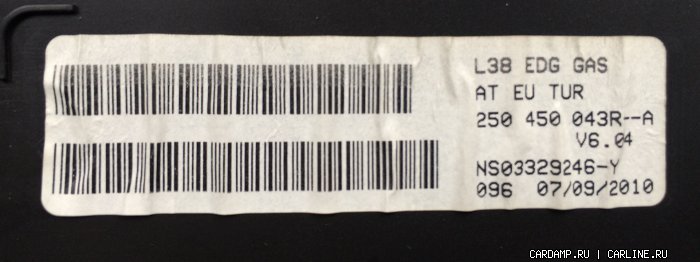 L38 EDG GAS
AT EU TUR
250 450 043R--A
V6.04
NS03329246-Y
096 07/09/2010
CARDAMP.RU | CARLINE.RU